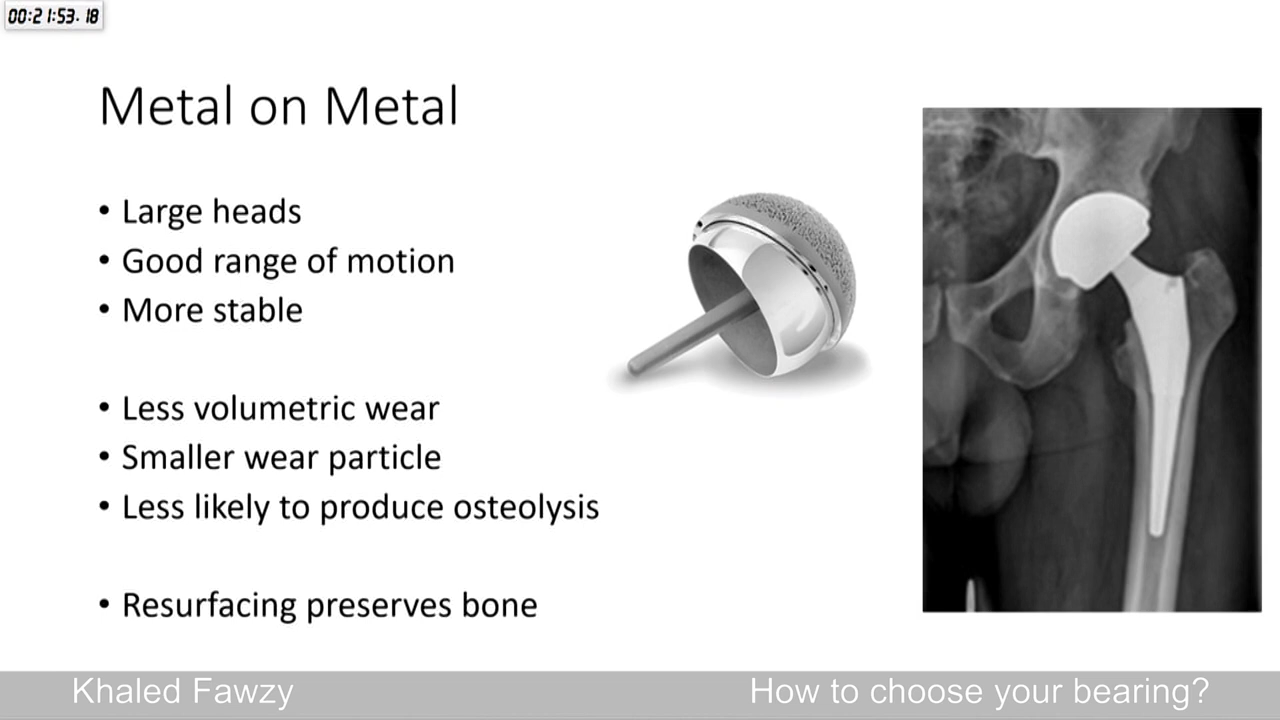 00:21:53.18
Metal on Metal
• Large heads
• Good range of motion
• More stable
• Less volumetric wear
• Smaller wear particle
• Less likely to produce osteolysis
• Resurfacing preserves bone
Khaled Fawzy
How to choose your bearing?